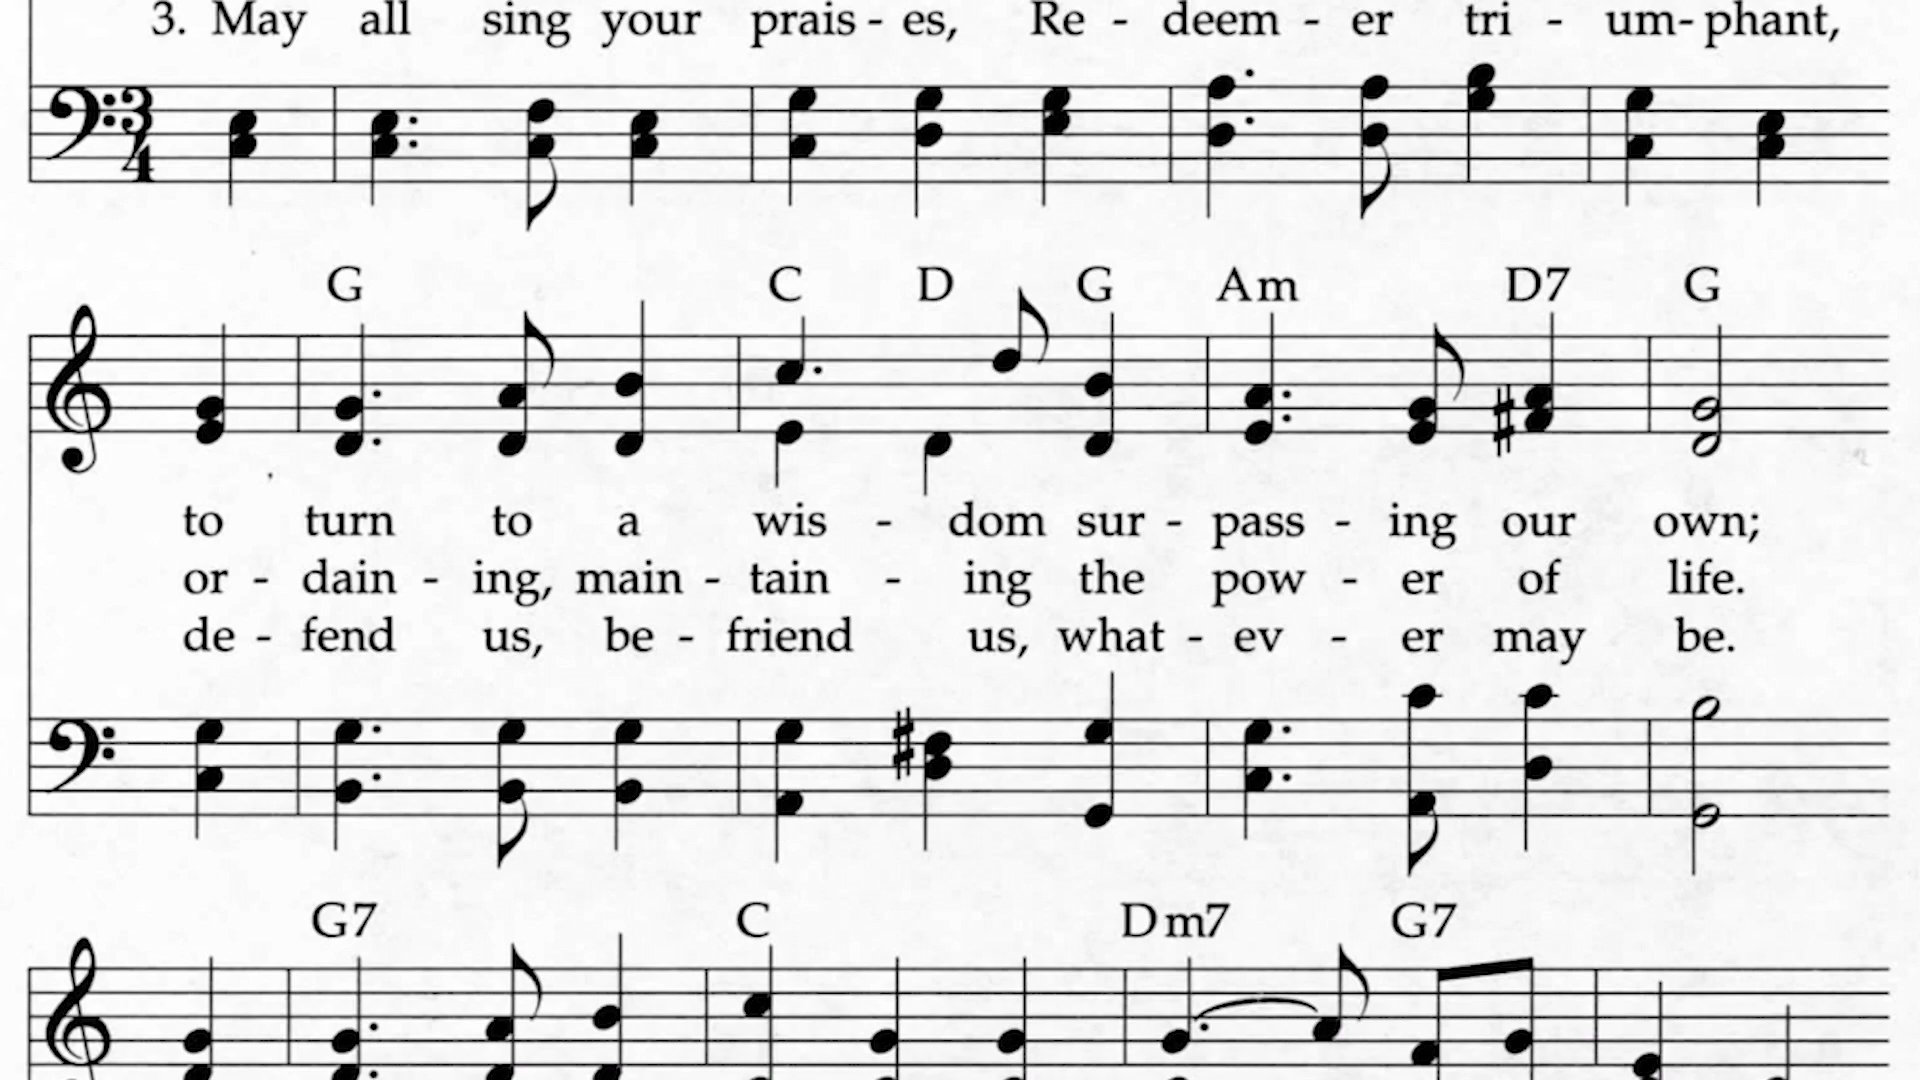 3. May all sing your prais - es, Re - deem - er tri - um - phant,
3
4
G C D G Am D7 G
to turn to a wis - dom sur - pass - ing our own;
or - dain - ing, main - tain - ing the pow - er of life.
de - fend us, be - friend us, what - ev - er may be.
G7 C Dm7 G7